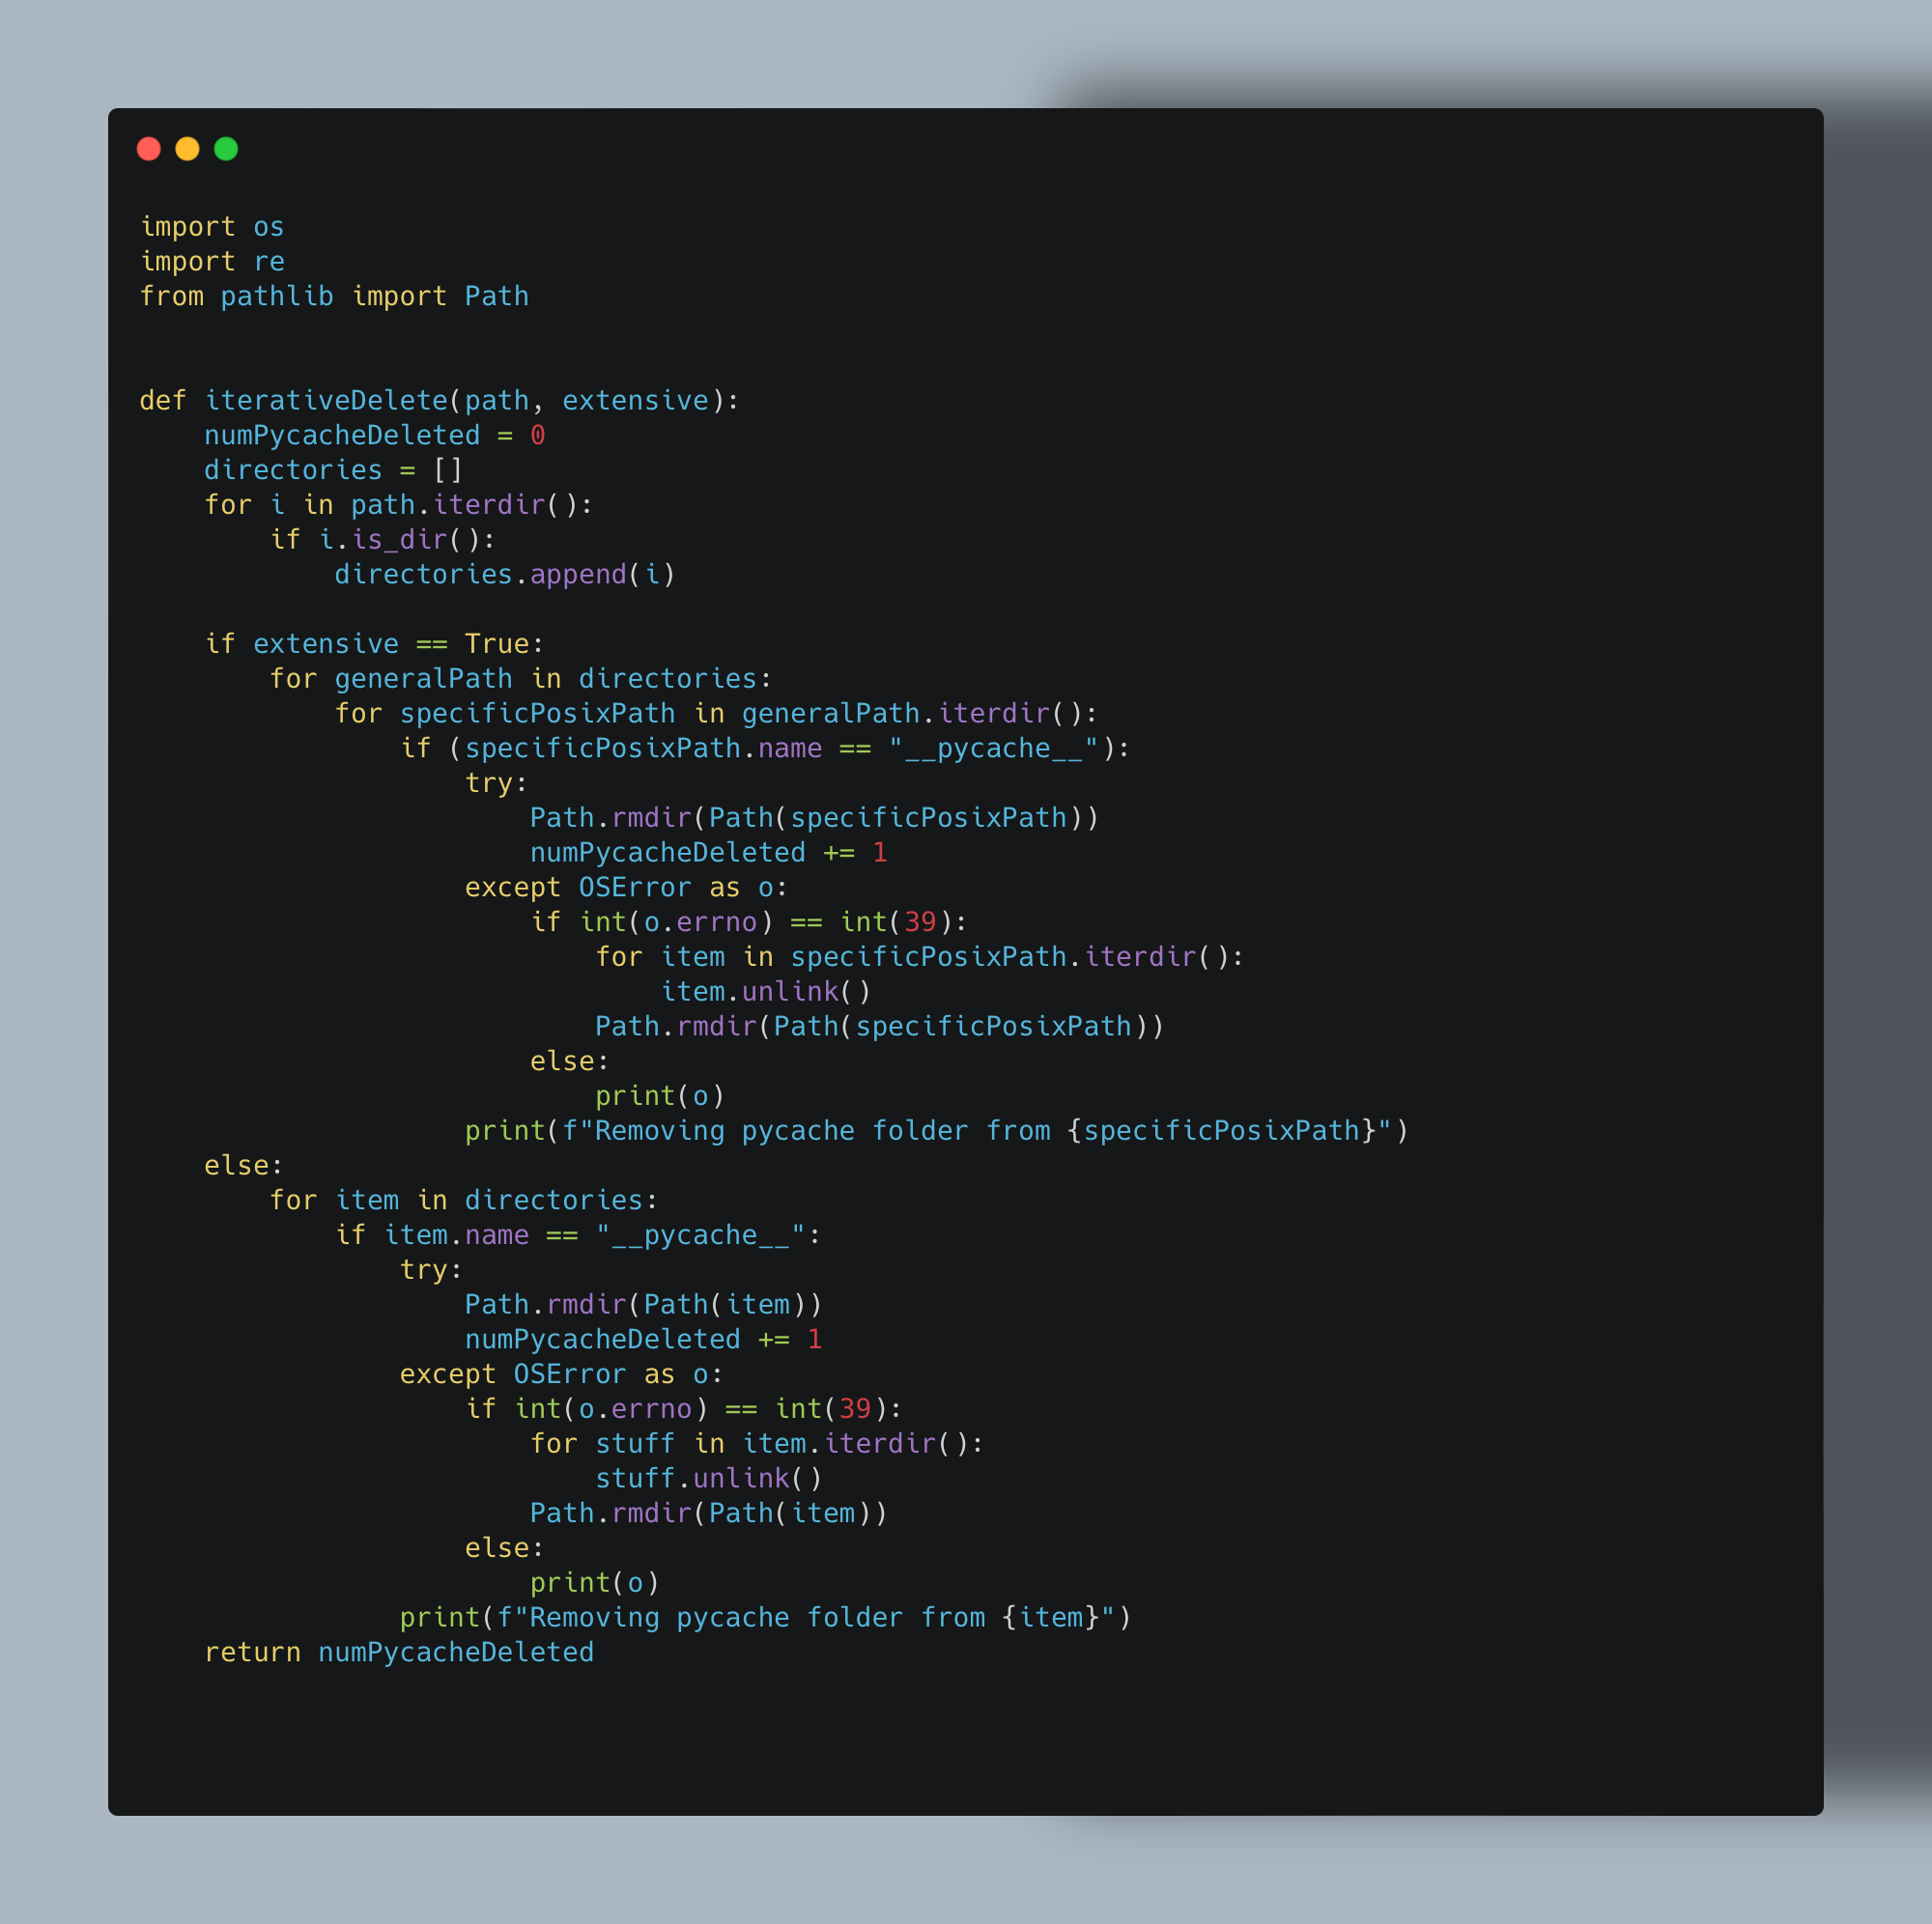 import os
import re
from pathlib import Path
def iterativeDelete(path, extensive):
    numPycacheDeleted = 0
    directories = []
    for i in path.iterdir():
        if i.is_dir():
            directories.append(i)
    if extensive == True:
        for generalPath in directories:
            for specificPosixPath in generalPath.iterdir():
                if (specificPosixPath.name == "__pycache__"):
                    try:
                        Path.rmdir(Path(specificPosixPath))
                        numPycacheDeleted += 1
                    except OSError as o:
                        if int(o.errno) == int(39):
                            for item in specificPosixPath.iterdir():
                                item.unlink()
                            Path.rmdir(Path(specificPosixPath))
                        else:
                            print(o)
                    print(f"Removing pycache folder from {specificPosixPath}")
    else:
        for item in directories:
            if item.name == "__pycache__":
                try:
                    Path.rmdir(Path(item))
                    numPycacheDeleted += 1
                except OSError as o:
                    if int(o.errno) == int(39):
                        for stuff in item.iterdir():
                            stuff.unlink()
                        Path.rmdir(Path(item))
                    else:
                        print(o)
                print(f"Removing pycache folder from {item}")
    return numPycacheDeleted